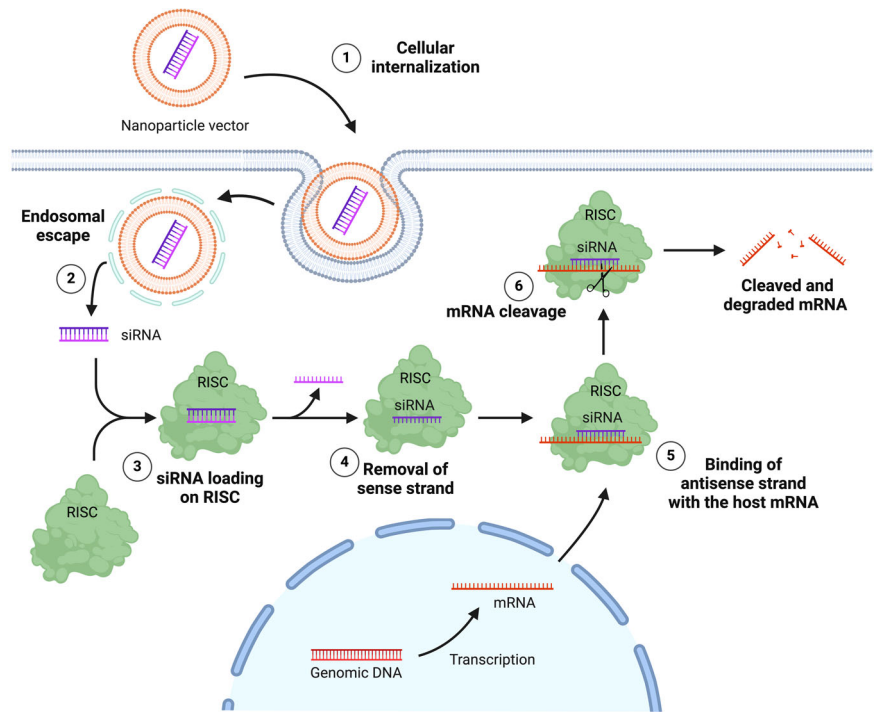 1
Cellular
internalization
Nanoparticle vector
Endosomal
escape
2
siRNA
RISC
3
siRNA loading
on RISC
RISC
4
Removal of
sense strand
RISC
siRNA
5
Binding of
antisense strand
with the host mRNA
RISC
siRNA
6
mRNA cleavage
RISC
siRNA
Cleaved and
degraded mRNA
mRNA
Transcription
Genomic DNA